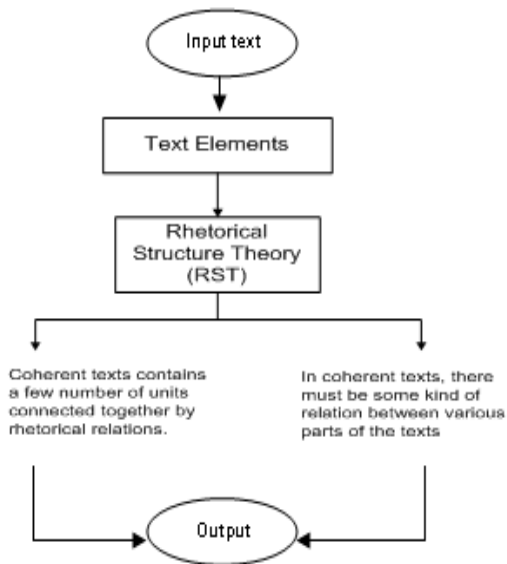 Input text
Text Elements
Rhetorical
Structure Theory
(RST)
Coherent texts contains
a few number of units
connected together by
rhetorical relations.
In coherent texts, there
must be some kind of
relation between various
parts of the texts
Output